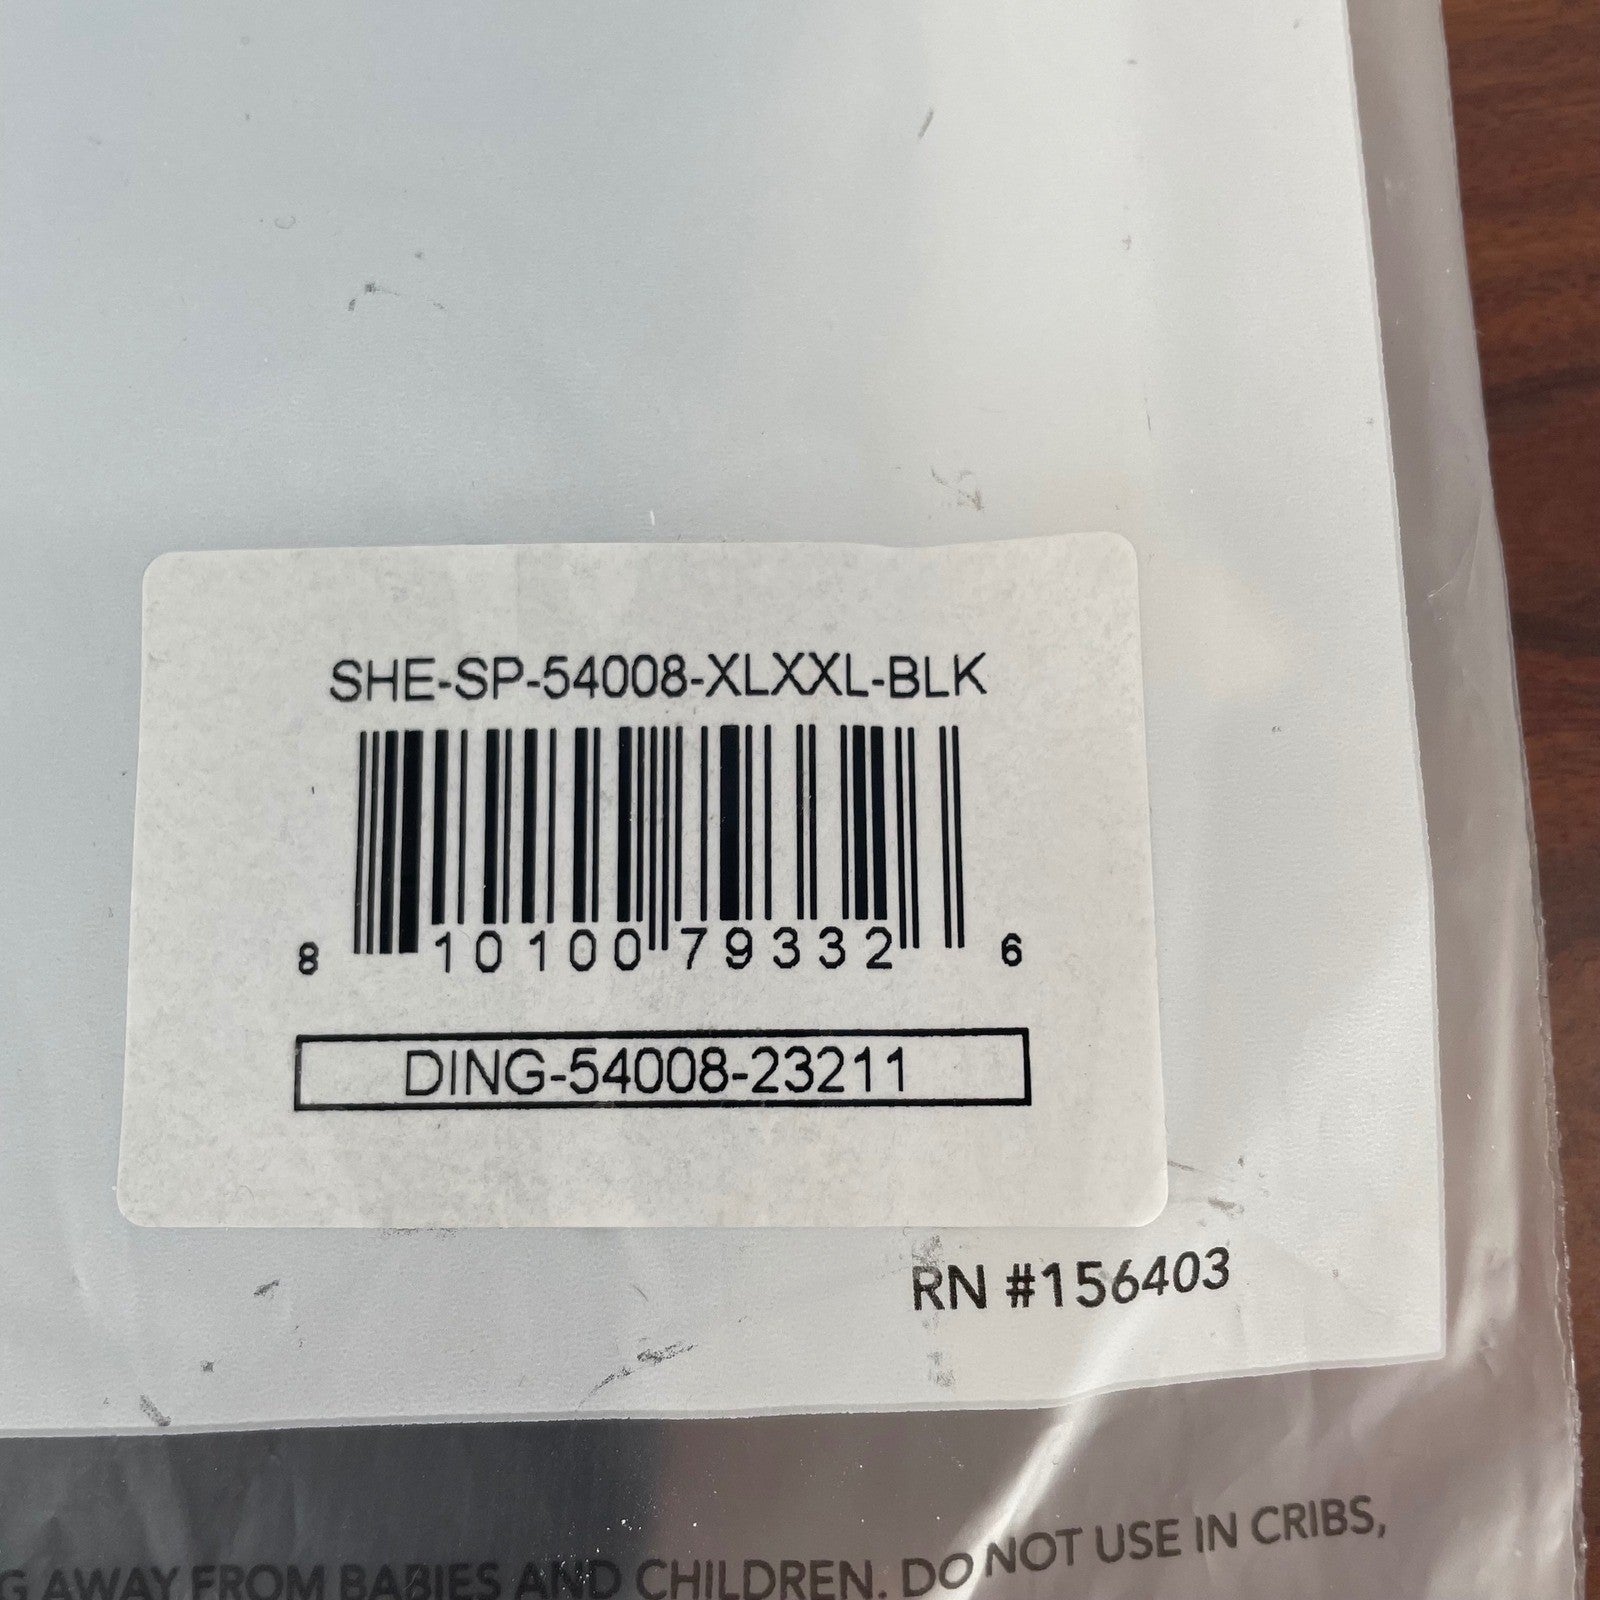 SHE-SP-54008-XLXXL-BLK
8 10100 79332 6
DING-54008-23211
RN #156403
G AWAY FROM BABIES AND CHILDREN. DO NOT USE IN CRIBS,